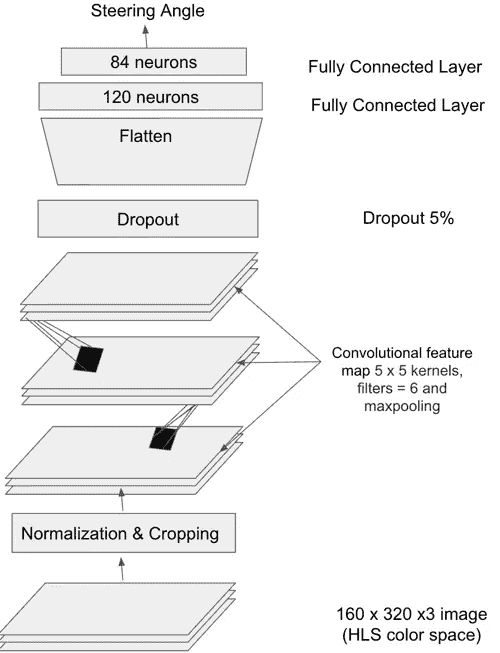 Steering Angle
84 neurons
Fully Connected Layer
120 neurons
Fully Connected Layer
Flatten
Dropout
Dropout 5%
Convolutional feature
map 5 x 5 kernels,
filters = 6 and
maxpooling
Normalization & Cropping
160 x 320 x3 image
(HLS color space)